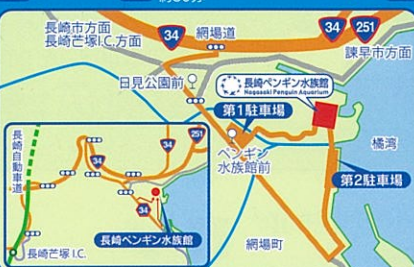 長崎市方面
長崎芒塚I.C.方面
34
網場道
34
251
諫早市方面
日見公園前
長崎ペンギン水族館
Nagasaki Penguin Aquarium
第1駐車場
ペンギン
水族館前
橘湾
第2駐車場
網場町
長崎自動車道
34
251
34
34
長崎ペンギン水族館
長崎芒塚I.C.